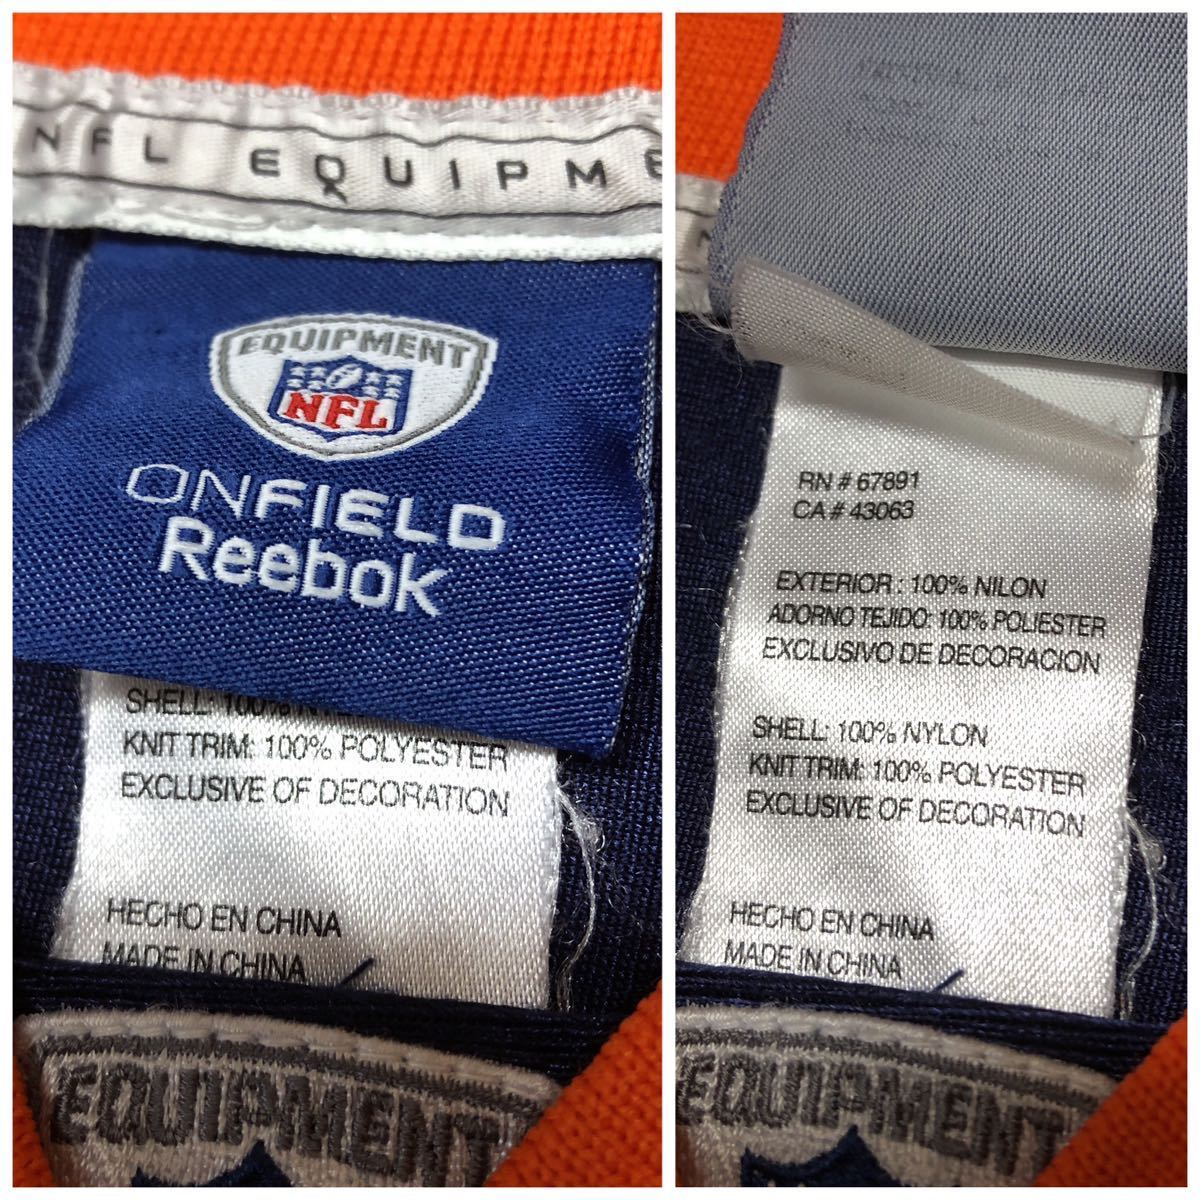 NFL EQUIPM
EQUIPMENT
NFL
ONFIELD
Reebok
SHELL: 100%
KNIT TRIM: 100% POLYESTER
EXCLUSIVE OF DECORATION
HECHO EN CHINA
MADE IN CHINA
EQUIPMENT
RN # 67891
CA # 43063
EXTERIOR : 100% NILON
ADORNO TEJIDO: 100% POLIESTER
EXCLUSIVO DE DECORACION
SHELL: 100% NYLON
KNIT TRIM: 100% POLYESTER
EXCLUSIVE OF DECORATION
HECHO EN CHINA
MADE IN CHINA
EQUIPMENT